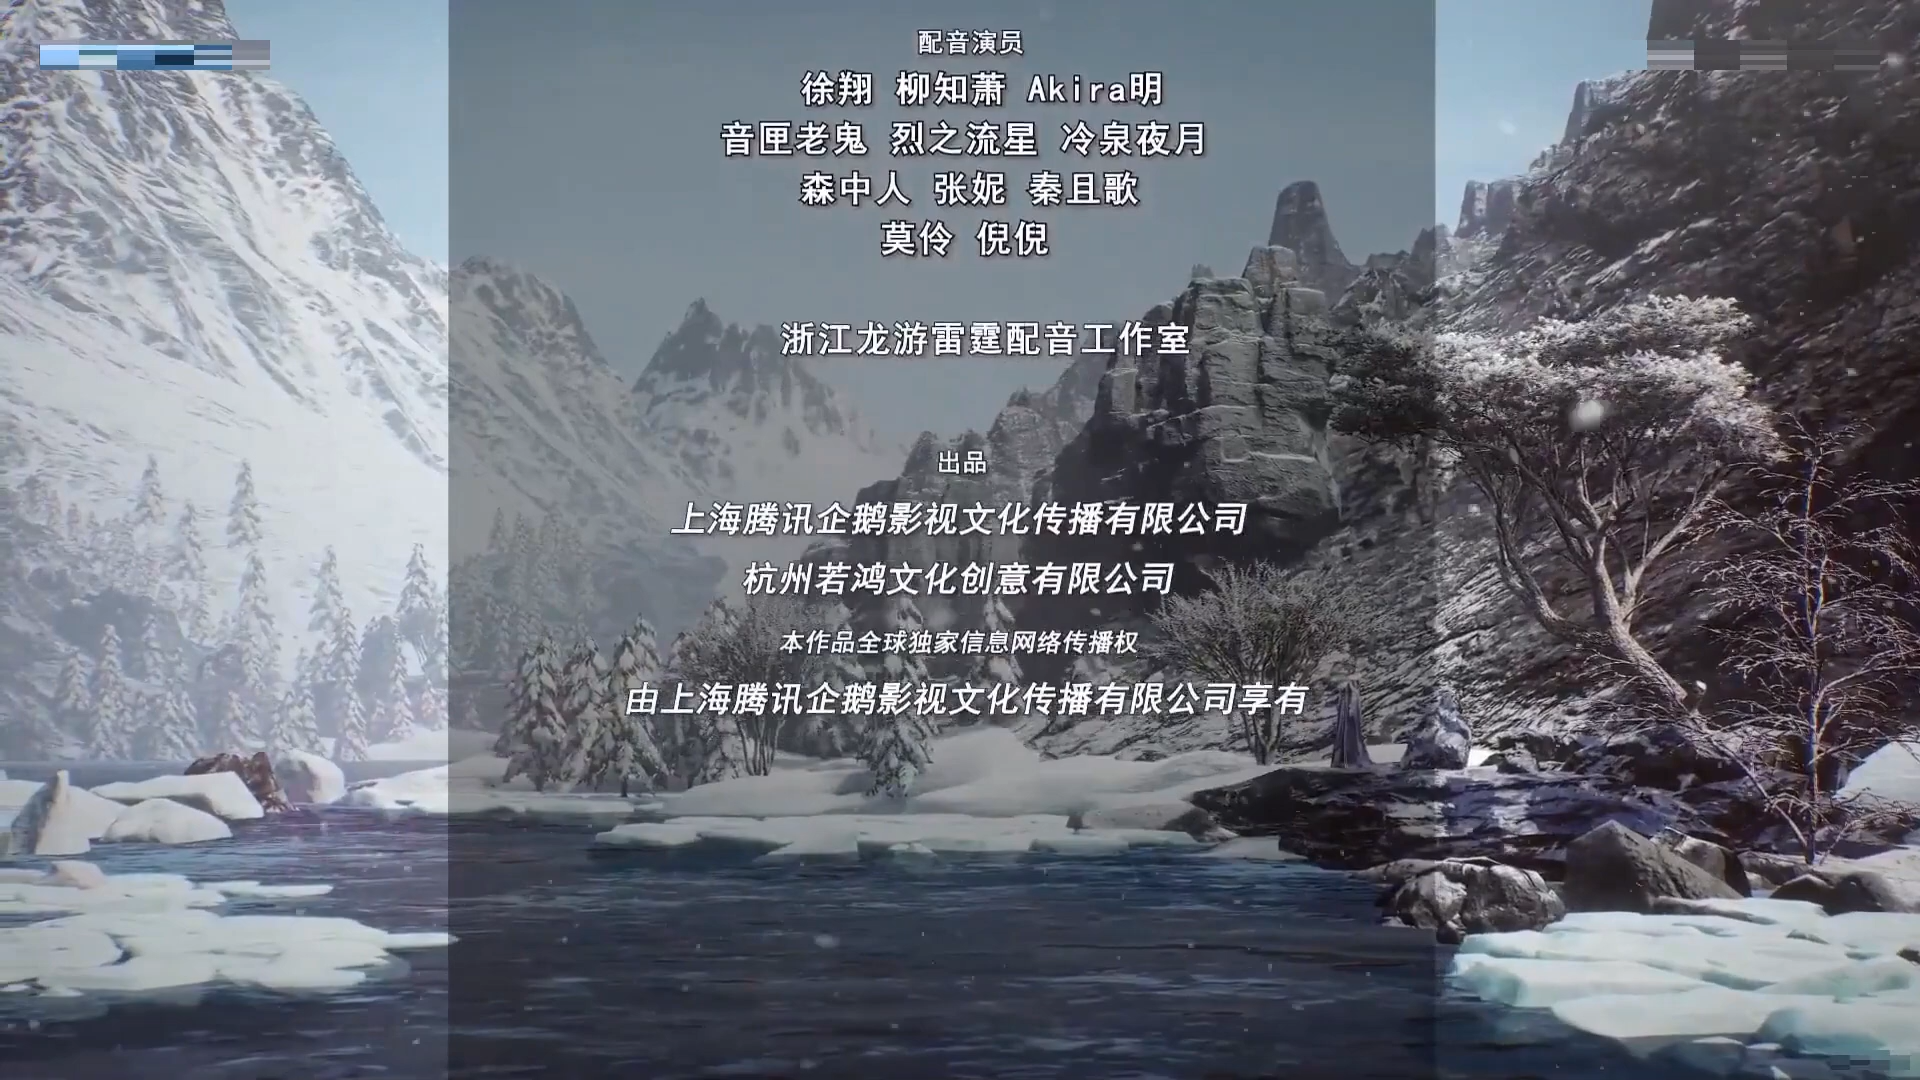 配音演员
徐翔 柳知萧 Akira明
音匣老鬼 烈之流星 冷泉夜月
森中人 张妮 秦且歌
莫伶 倪倪
浙江龙游雷霆配音工作室
出品
上海腾讯企鹅影视文化传播有限公司
杭州若鸿文化创意有限公司
本作品全球独家信息网络传播权
由上海腾讯企鹅影视文化传播有限公司享有